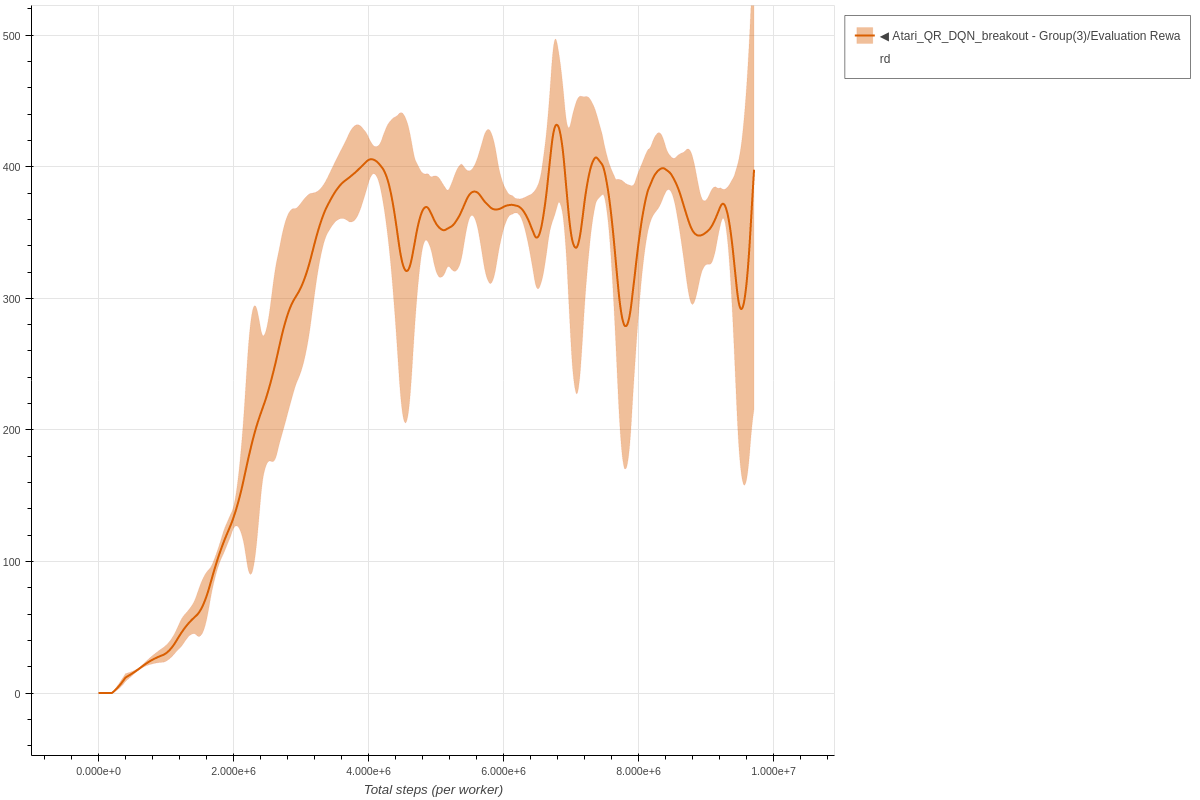 ◀ Atari_QR_DQN_breakout - Group(3)/Evaluation Rewa
rd
500
400
300
200
100
0
0.000e+0 2.000e+6 4.000e+6 6.000e+6 8.000e+6 1.000e+7
Total steps (per worker)